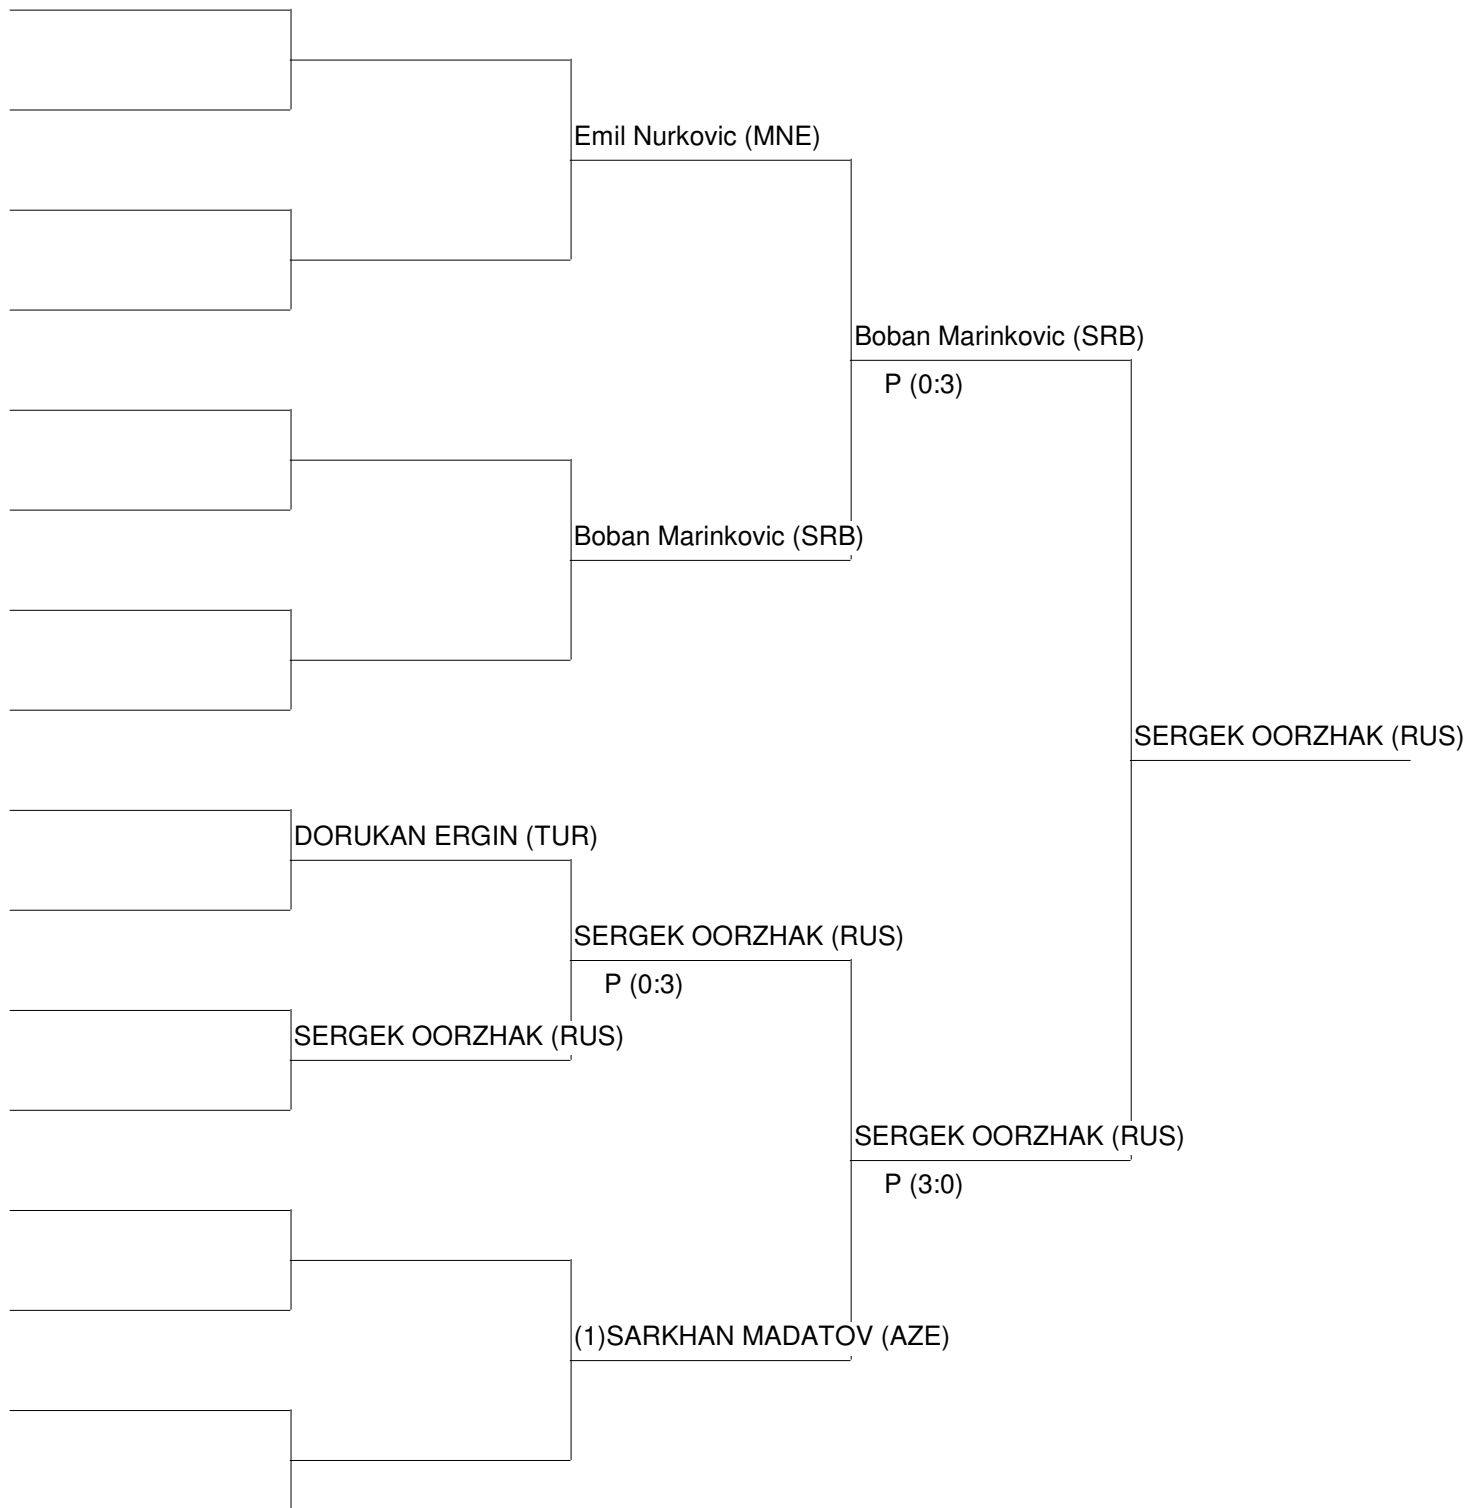 Emil Nurkovic (MNE)
Boban Marinkovic (SRB)
P (0:3)
Boban Marinkovic (SRB)
SERGEK OORZHAK (RUS)
DORUKAN ERGIN (TUR)
SERGEK OORZHAK (RUS)
P (0:3)
SERGEK OORZHAK (RUS)
SERGEK OORZHAK (RUS)
P (3:0)
(1)SARKHAN MADATOV (AZE)